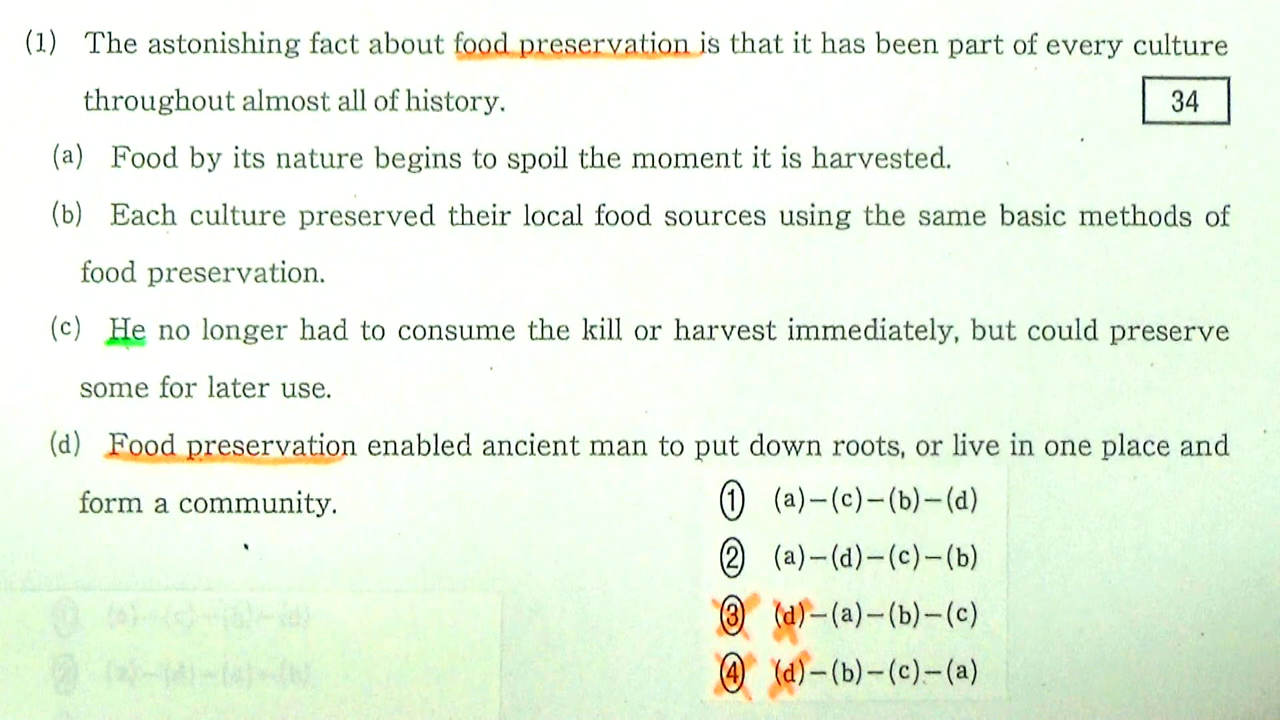 (1) The astonishing fact about food preservation is that it has been part of every culture
throughout almost all of history.
34
(a) Food by its nature begins to spoil the moment it is harvested.
(b) Each culture preserved their local food sources using the same basic methods of
food preservation.
(c) He no longer had to consume the kill or harvest immediately, but could preserve
some for later use.
(d) Food preservation enabled ancient man to put down roots, or live in one place and
form a community.
① (a)-(c)-(b)-(d)
② (a)-(d)-(c)-(b)
③ (d)-(a)-(b)-(c)
④ (d)-(b)-(c)-(a)